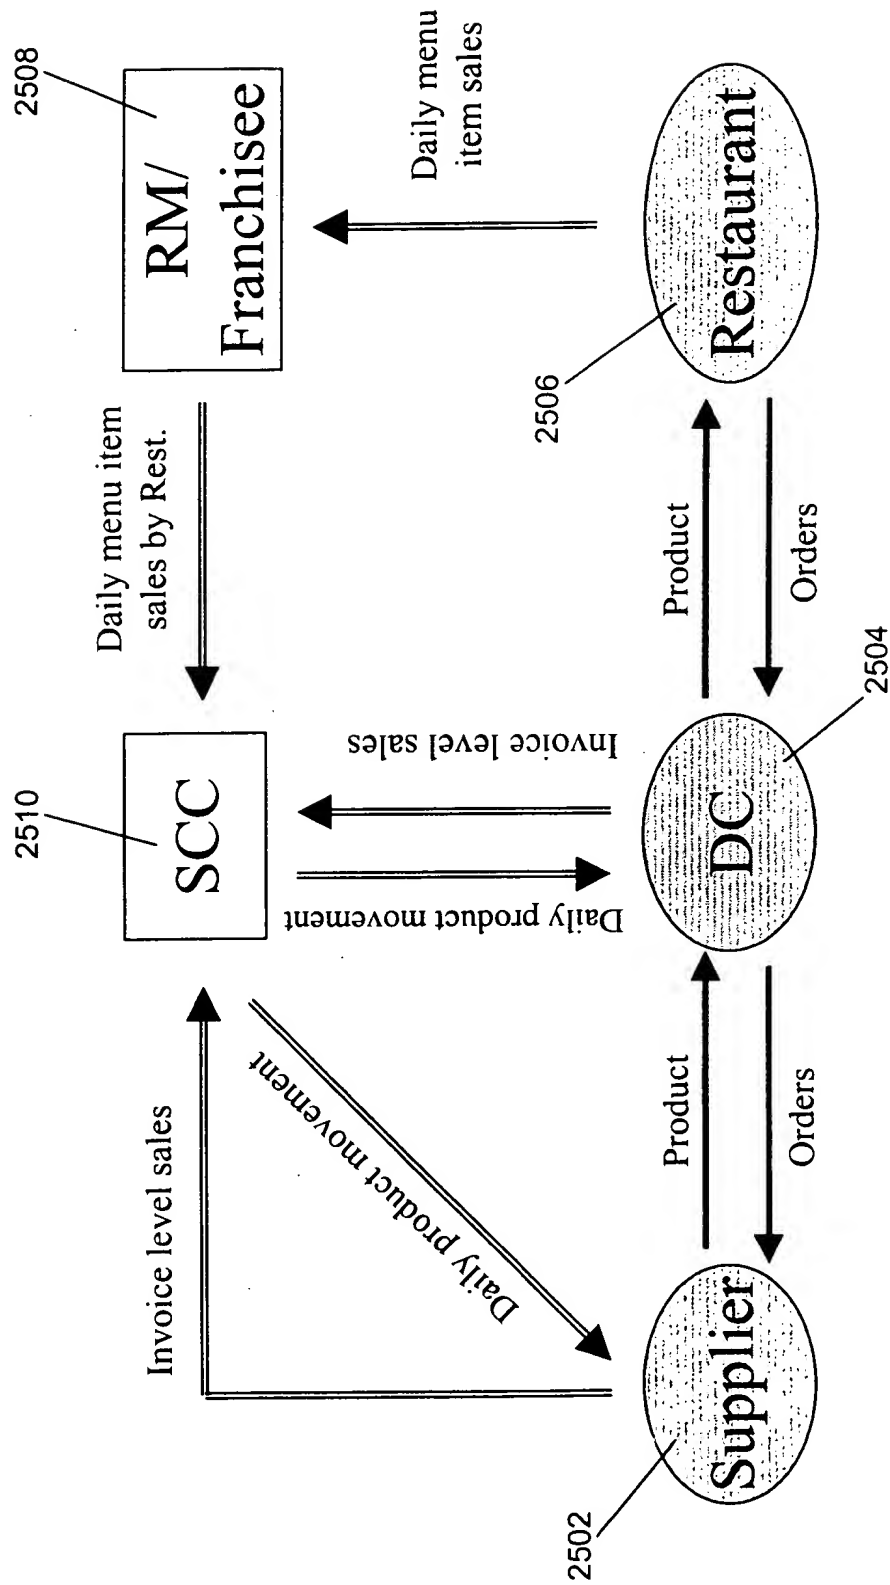 2510
2508
SCC
RM/
Franchisee
Invoice level sales
Daily menu item
sales by Rest.
Daily product movement
Daily product movement
Invoice level sales
Daily menu
item sales
2506
Product
Product
Supplier
DC
Restaurant
Orders
Orders
2502
2504